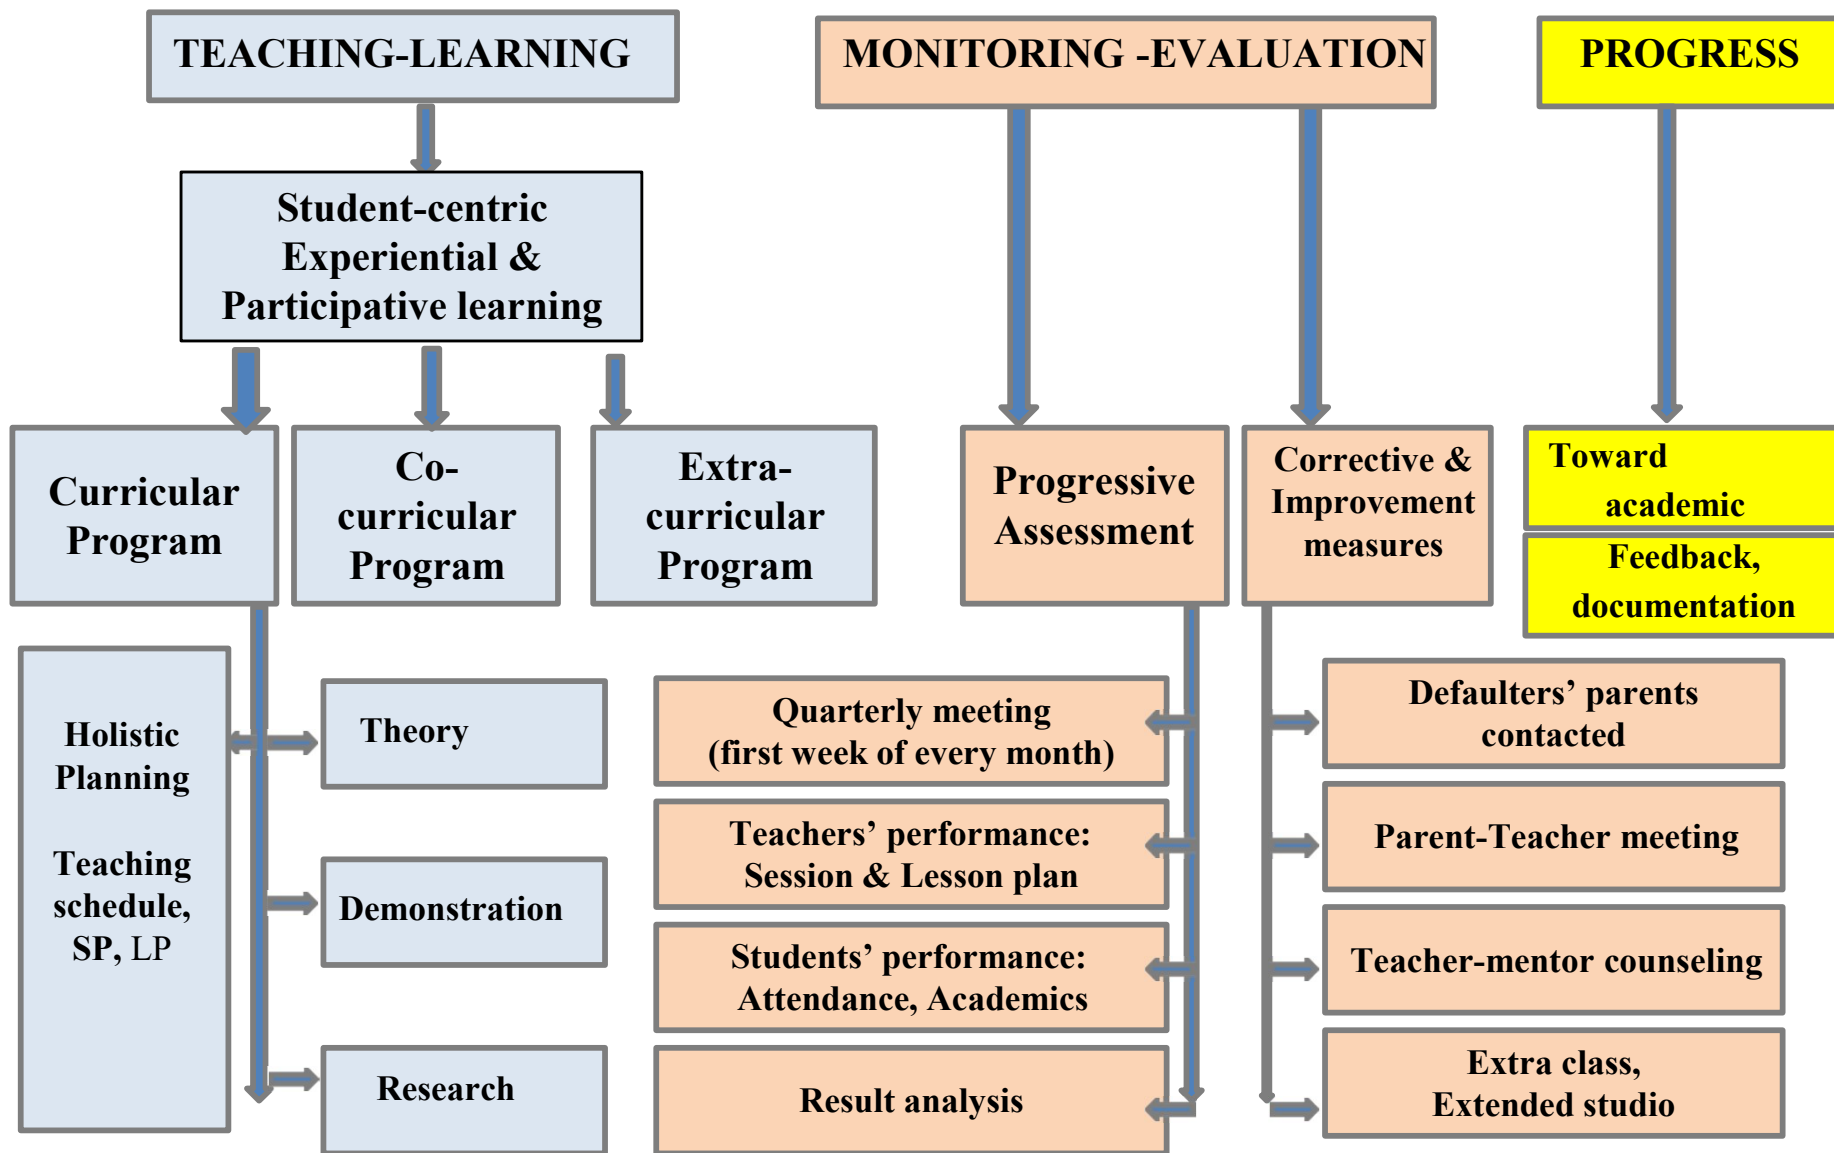 TEACHING-LEARNING
MONITORING -EVALUATION
PROGRESS
Student-centric
Experiential &
Participative learning
Curricular
Program
Co-
curricular
Program
Extra-
curricular
Program
Progressive
Assessment
Corrective &
Improvement
measures
Toward
academic
Feedback,
documentation
Holistic
Planning
Teaching
schedule,
SP, LP
Theory
Demonstration
Research
Quarterly meeting
(first week of every month)
Teachers’ performance:
Session & Lesson plan
Students’ performance:
Attendance, Academics
Result analysis
Defaulters’ parents
contacted
Parent-Teacher meeting
Teacher-mentor counseling
Extra class,
Extended studio